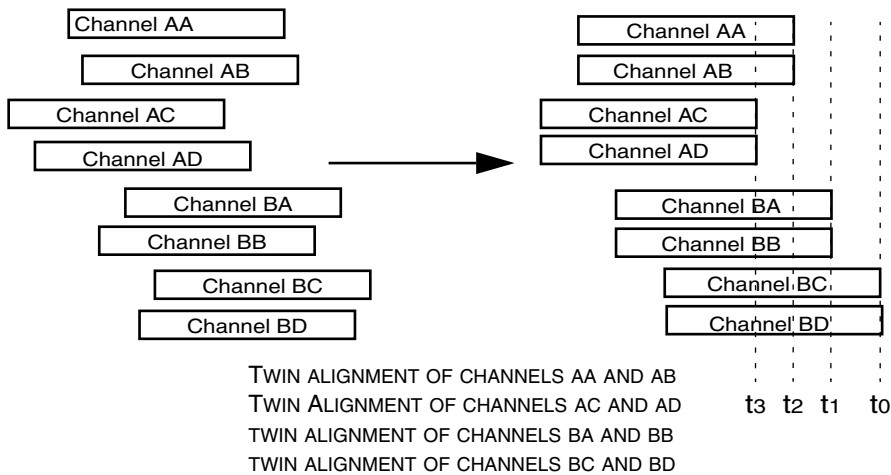 Channel AA
Channel AB
Channel AC
Channel AD
Channel BA
Channel BB
Channel BC
Channel BD
Channel AA
Channel AB
Channel AC
Channel AD
Channel BA
Channel BB
Channel BC
Channel BD
t3 t2 t1 t0
TWIN ALIGNMENT OF CHANNELS AA AND AB
TWIN ALIGNMENT OF CHANNELS AC AND AD
TWIN ALIGNMENT OF CHANNELS BA AND BB
TWIN ALIGNMENT OF CHANNELS BC AND BD